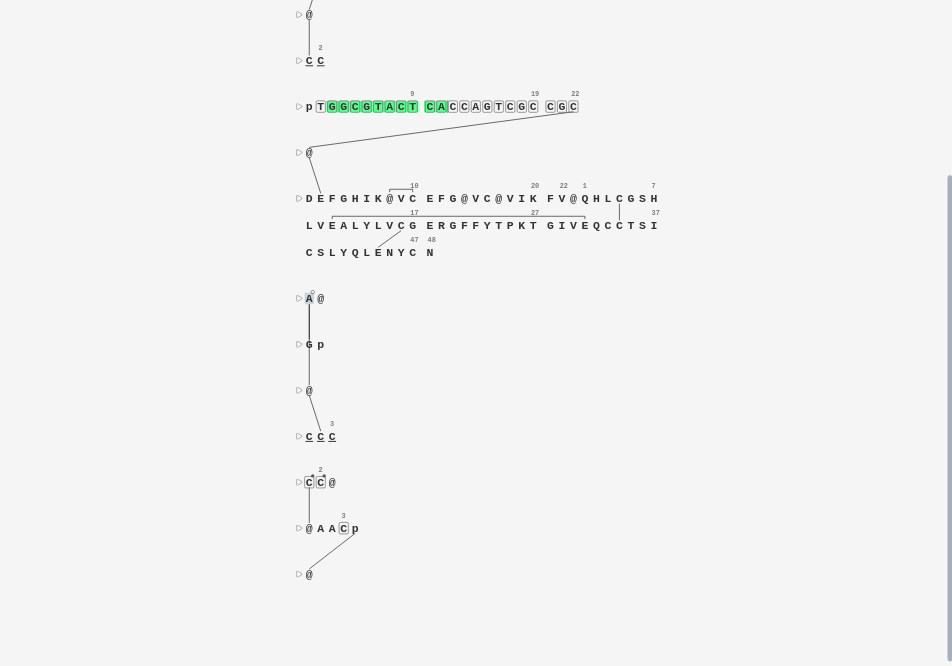 @
2
C C
9 19 22
p T G G C G T A C T C A C C A G T C G C C G C
@
10 20 22 1 7
D E F G H I K @ V C E F G @ V C @ V I K F V @ Q H L C G S H
17 27 37
L V E A L Y L V C G E R G F F Y T P K T G I V E Q C C T S I
47 48
C S L Y Q L E N Y C N
A @
G p
@
3
C C C
2
C C @
3
@ A A C p
@